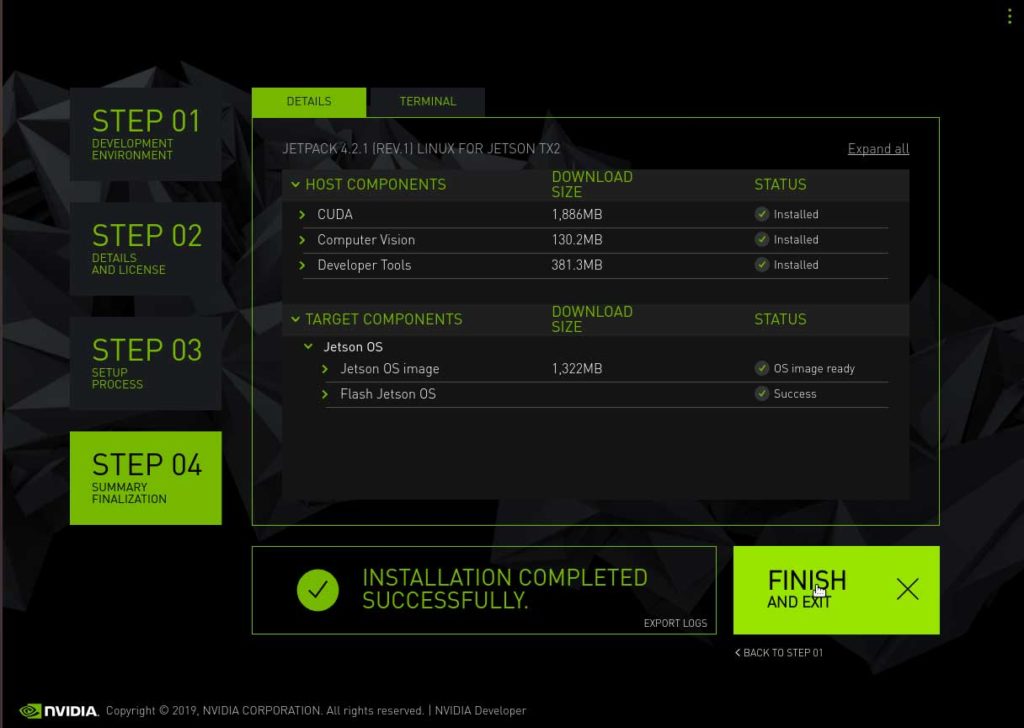 STEP 01
DEVELOPMENT
ENVIRONMENT
STEP 02
DETAILS
AND LICENSE
STEP 03
SETUP
PROCESS
STEP 04
SUMMARY
FINALIZATION
DETAILS TERMINAL
JETPACK 4.2.1 (REV.1) LINUX FOR JETSON TX2 Expand all
HOST COMPONENTS DOWNLOAD SIZE STATUS
CUDA 1,886MB Installed
Computer Vision 130.2MB Installed
Developer Tools 381.3MB Installed
TARGET COMPONENTS DOWNLOAD SIZE STATUS
Jetson OS
Jetson OS image 1,322MB OS image ready
Flash Jetson OS Success
INSTALLATION COMPLETED
SUCCESSFULLY.
EXPORT LOGS
FINISH
AND EXIT
BACK TO STEP 01
NVIDIA. Copyright © 2019, NVIDIA CORPORATION. All rights reserved. | NVIDIA Developer